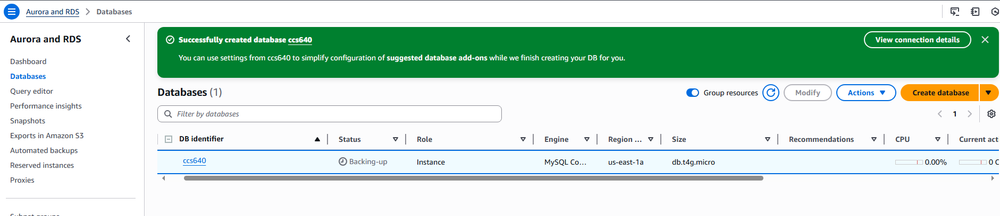 Aurora and RDS > Databases
Aurora and RDS
Dashboard
Databases
Query editor
Performance insights
Snapshots
Exports in Amazon S3
Automated backups
Reserved instances
Proxies
Subnet groups
Successfully created database ccs640
View connection details
You can use settings from ccs640 to simplify configuration of suggested database add-ons while we finish creating your DB for you.
Databases (1)
Group resources
Modify
Actions
Create database
Filter by databases
1
DB identifier Status Role Engine Region ... Size Recommendations CPU Current acti
ccs640 Backing-up Instance MySQL Co... us-east-1a db.t4g.micro 0.00% 0 C